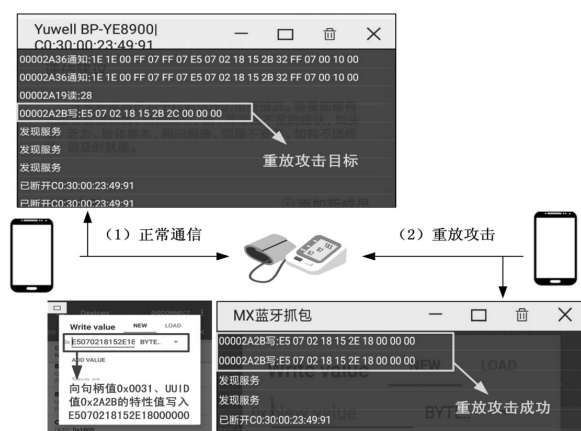 Yuwell BP-YE8900|
C0:30:00:23:49:91
00002A36通知:1E 1E 00 FF 07 FF 07 E5 07 02 18 15 2B 32 FF 07 00 10 00
00002A36通知:1E 1E 00 FF 07 FF 07 E5 07 02 18 15 2B 32 FF 07 00 10 00
00002A19读:28
00002A2B写:E5 07 02 18 15 2B 2C 00 00 00
发现服务
发现服务
发现服务
重放攻击目标
已断开C0:30:00:23:49:91
已断开C0:30:00:23:49:91
(1) 正常通信
(2) 重放攻击
Devices
DISCONNECT
Write value
NEW
LOAD
E5070218152E18
BYTE..
ADD VALUE
向句柄值0x0031、UUID
值0x2A2B的特性值写入
E5070218152E18000000
MX蓝牙抓包
00002A2B写:E5 07 02 18 15 2E 18 00 00 00
00002A2B写:E5 07 02 18 15 2E 18 00 00 00
发现服务
发现服务
重放攻击成功
已断开C0:30:00:23:49:91